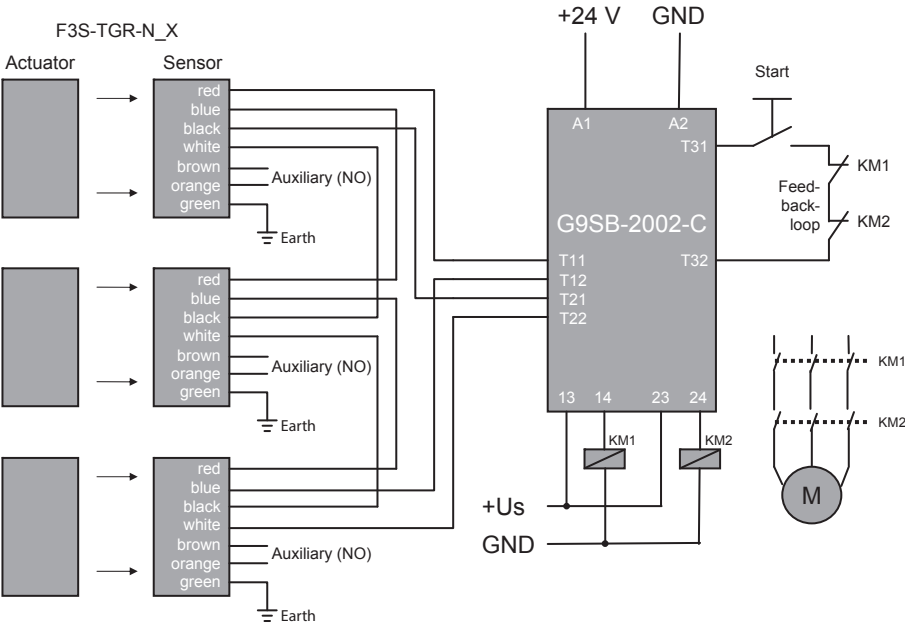 F3S-TGR-N_X
Actuator
Sensor
red
blue
black
white
brown
orange
green
Auxiliary (NO)
Earth
red
blue
black
white
brown
orange
green
Auxiliary (NO)
Earth
red
blue
black
white
brown
orange
green
Auxiliary (NO)
Earth
+24 V
GND
A1
A2
T31
G9SB-2002-C
T11
T12
T21
T22
T32
13
14
23
24
Start
KM1
Feed-
back-
loop
KM2
KM1
KM2
+Us
GND
KM1
KM2
M